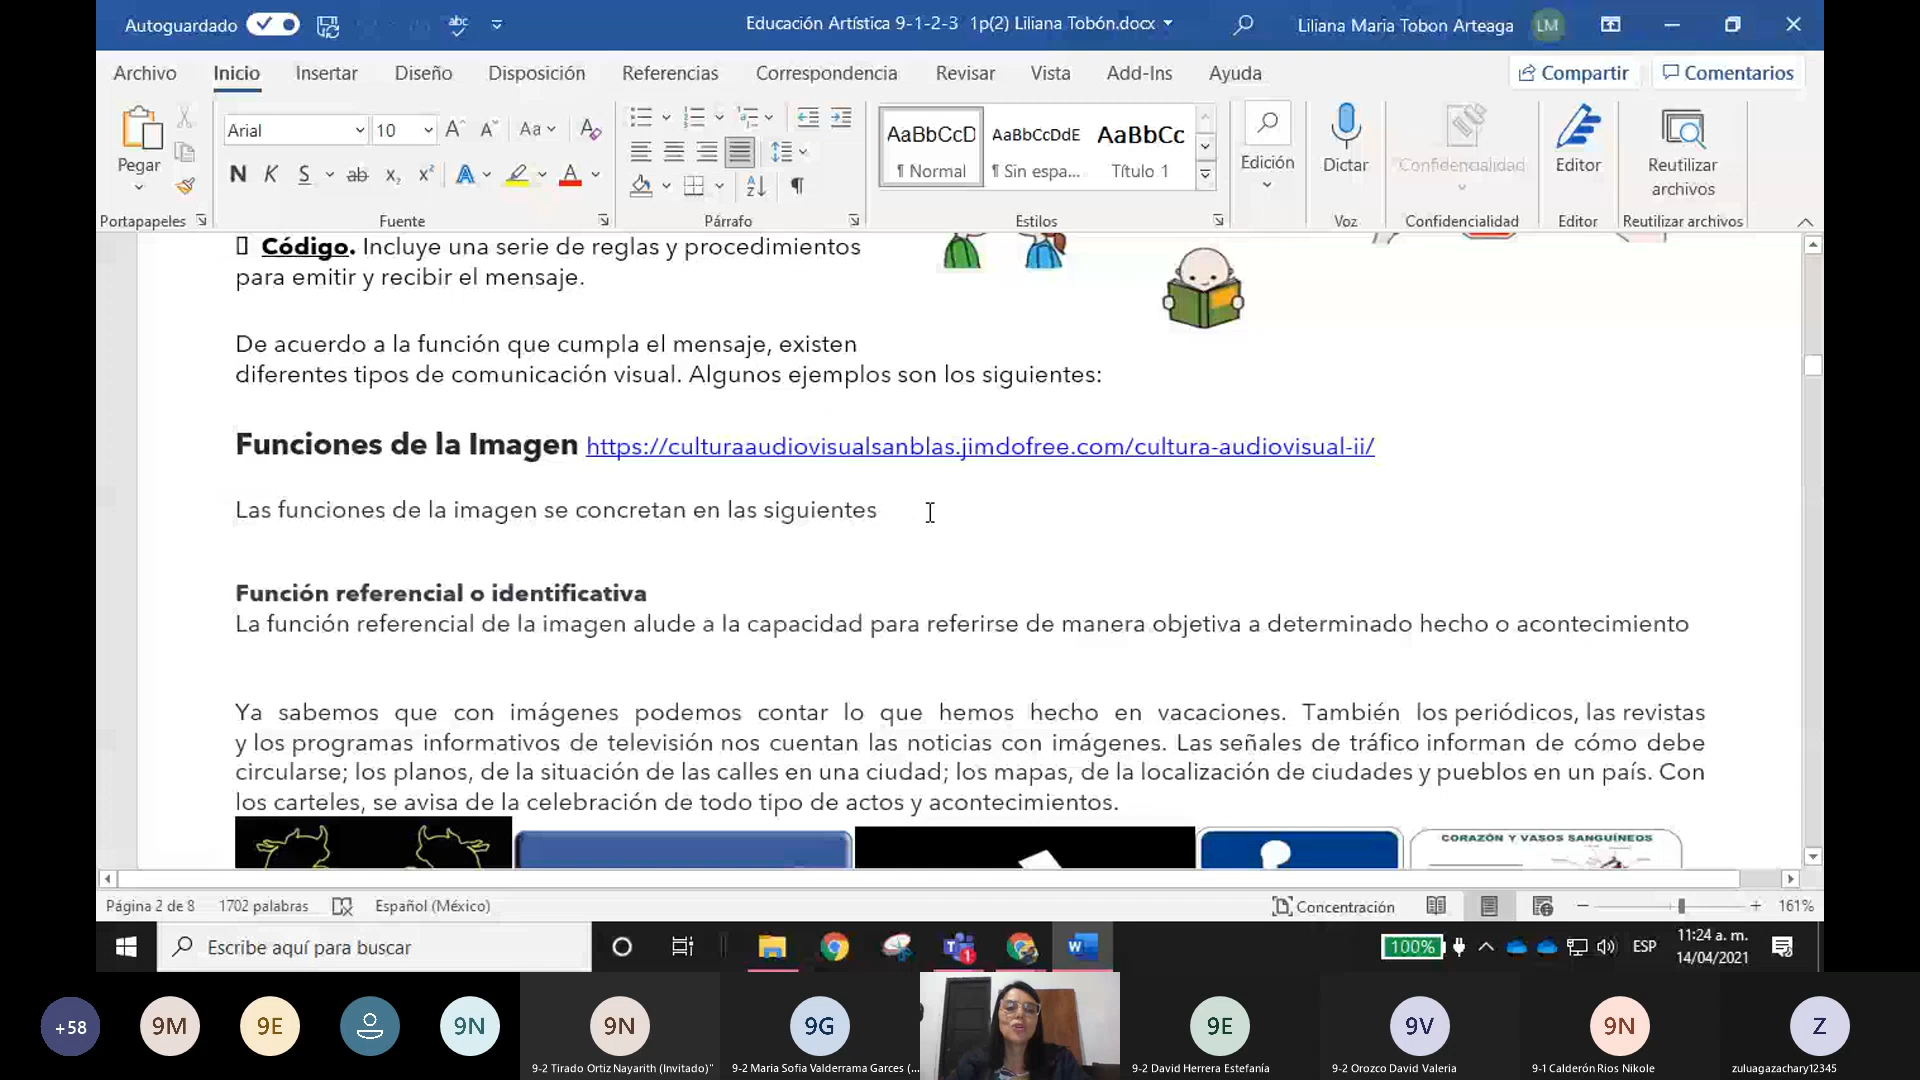 Autoguardado
Educación Artística 9-1-2-3 1p(2) Liliana Tobón.docx
Liliana Maria Tobon Arteaga
LM
Archivo Inicio Insertar Diseño Disposición Referencias Correspondencia Revisar Vista Add-Ins Ayuda
Compartir Comentarios
Pegar
Arial 10
Aa
N K S ab x₂ x² A A
AaBbCcD AaBbCcDdE AaBbCc
¶ Normal ¶ Sin espa... Título 1
Edición
Dictar
Confidencialidad
Editor
Reutilizar
archivos
Portapapeles Fuente Párrafo Estilos Voz Confidencialidad Editor Reutilizar archivos
Código. Incluye una serie de reglas y procedimientos
para emitir y recibir el mensaje.
De acuerdo a la función que cumpla el mensaje, existen
diferentes tipos de comunicación visual. Algunos ejemplos son los siguientes:
Funciones de la Imagen https://culturaaudiovisualsanblas.jimdofree.com/cultura-audiovisual-ii/
Las funciones de la imagen se concretan en las siguientes
Función referencial o identificativa
La función referencial de la imagen alude a la capacidad para referirse de manera objetiva a determinado hecho o acontecimiento
Ya sabemos que con imágenes podemos contar lo que hemos hecho en vacaciones. También los periódicos, las revistas
y los programas informativos de televisión nos cuentan las noticias con imágenes. Las señales de tráfico informan de cómo debe
circularse; los planos, de la situación de las calles en una ciudad; los mapas, de la localización de ciudades y pueblos en un país. Con
los carteles, se avisa de la celebración de todo tipo de actos y acontecimientos.
CORAZÓN Y VASOS SANGUÍNEOS
Página 2 de 8 1702 palabras Español (México)
Concentración
161%
Escribe aquí para buscar
100%
ESP
11:24 a. m.
14/04/2021
+58 9M 9E 9N 9N 9G 9E 9V 9N Z
9-2 Tirado Ortiz Nayarith (Invitado)"
9-2 Maria Sofia Valderrama Garces (...
9-2 David Herrera Estefanía
9-2 Orozco David Valeria
9-1 Calderón Rios Nikole
zuluagazachary12345